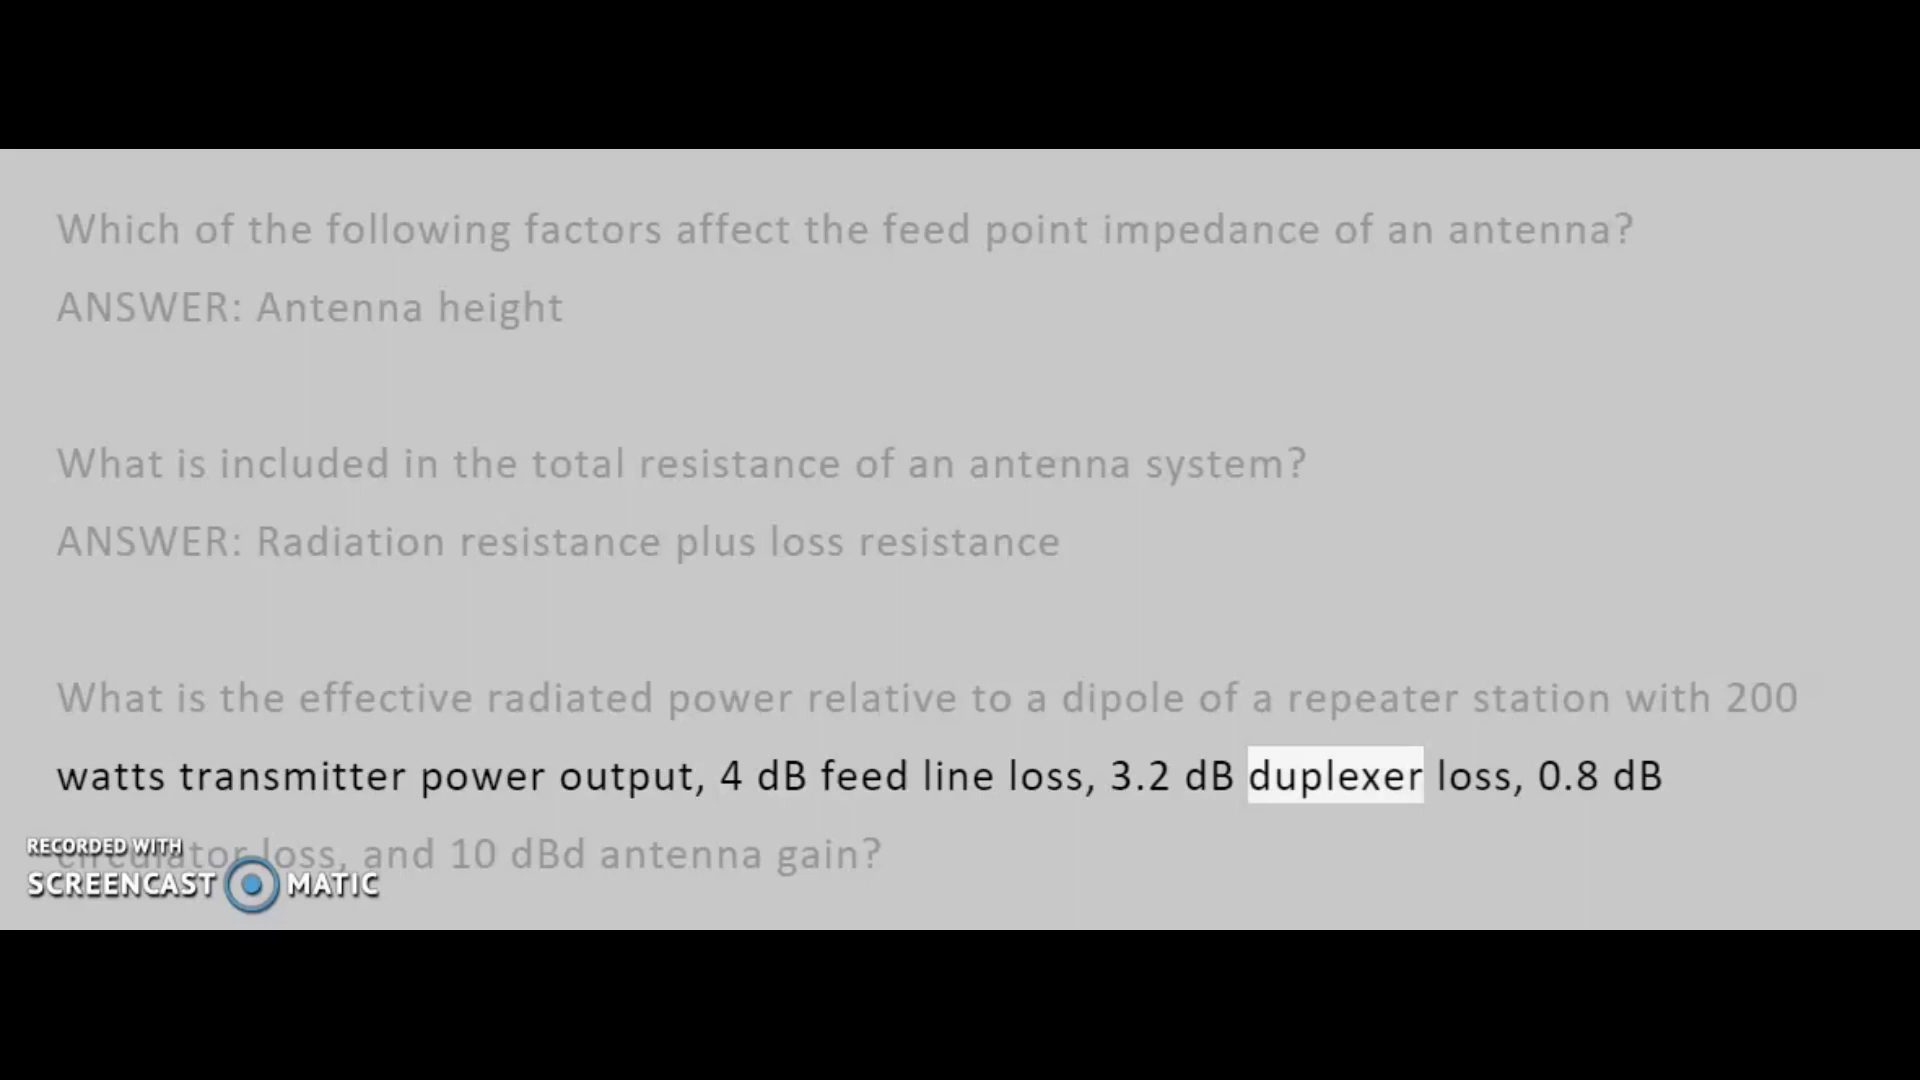 Which of the following factors affect the feed point impedance of an antenna?
ANSWER: Antenna height
What is included in the total resistance of an antenna system?
ANSWER: Radiation resistance plus loss resistance
What is the effective radiated power relative to a dipole of a repeater station with 200
watts transmitter power output, 4 dB feed line loss, 3.2 dB duplexer loss, 0.8 dB
circulator loss, and 10 dBd antenna gain?
RECORDED WITH
SCREENCAST MATIC